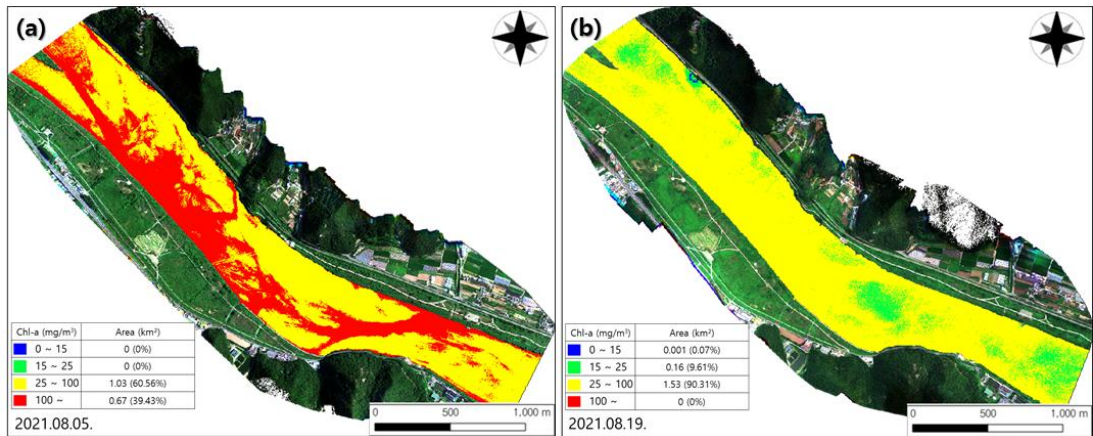 (a)
Chl-a (mg/m³) Area (km²)
0 ~ 15 0 (0%)
15 ~ 25 0 (0%)
25 ~ 100 1.03 (60.56%)
100 ~ 0.67 (39.43%)
2021.08.05.
0 500 1,000 m
(b)
Chl-a (mg/m³) Area (km²)
0 ~ 15 0.001 (0.07%)
15 ~ 25 0.16 (9.61%)
25 ~ 100 1.53 (90.31%)
100 ~ 0 (0%)
2021.08.19.
0 500 1,000 m